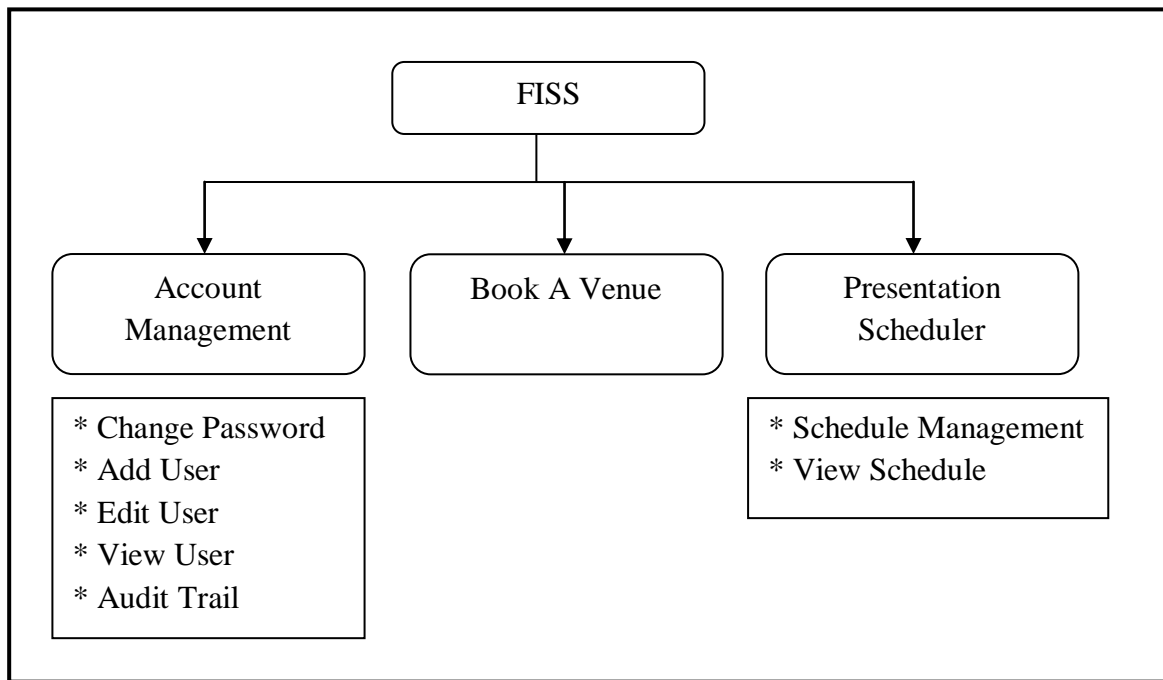 FISS
Account
Management
Book A Venue
Presentation
Scheduler
* Change Password
* Add User
* Edit User
* View User
* Audit Trail
* Schedule Management
* View Schedule